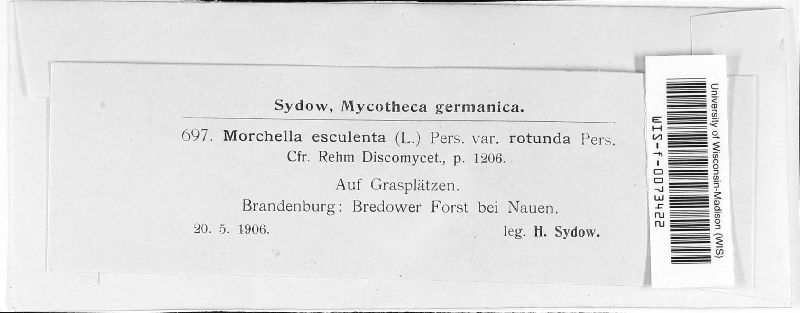 Sydow, Mycotheca germanica.
697. Morchella esculenta (L.) Pers. var. rotunda Pers.
Cfr. Rehm Discomycet., p. 1206.
Auf Grasplätzen.
Brandenburg: Bredower Forst bei Nauen.
20. 5. 1906. leg. H. Sydow.
University of Wisconsin-Madison (WIS)
WIS-f-0073422